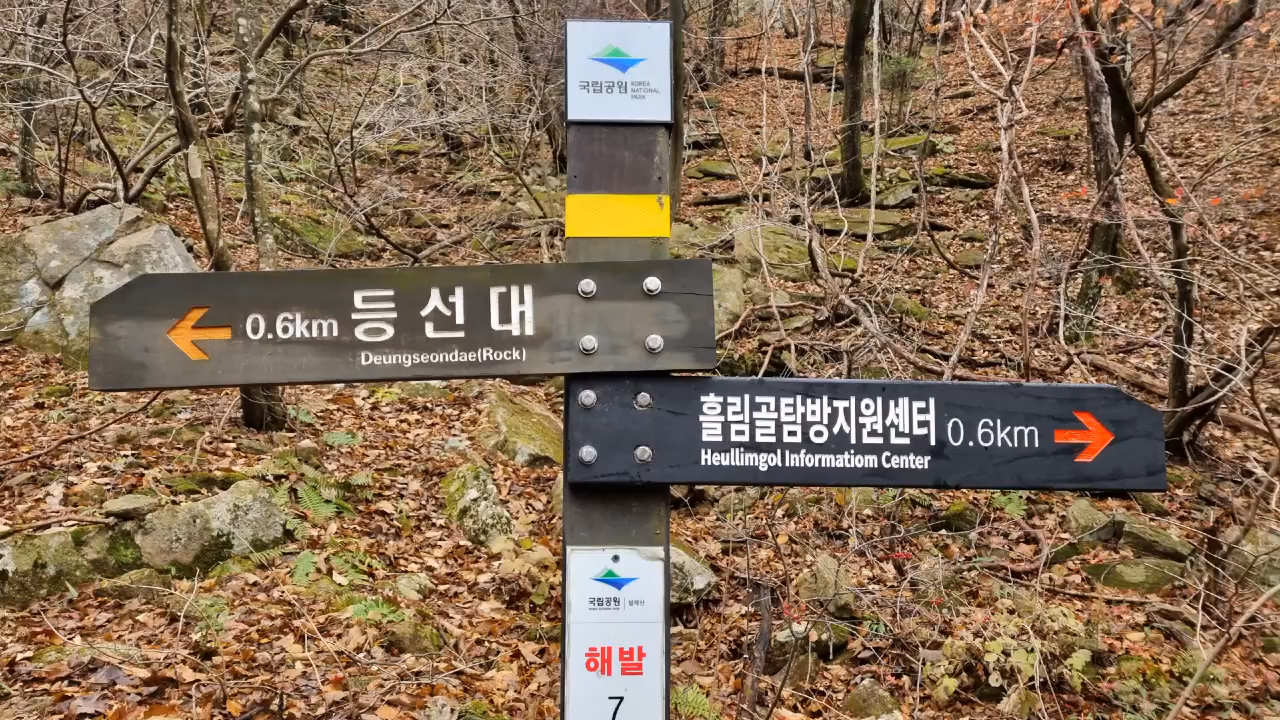 국립공원 KOREA
NATIONAL
PARK
0.6km 등선대
Deungseondae(Rock)
흘림골탐방지원센터 0.6km
Heullimgol Informatiom Center
국립공원 설악산
해발
7